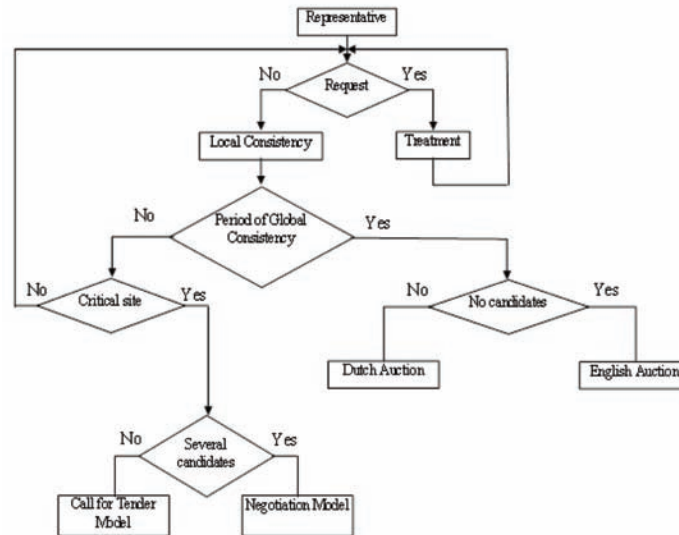 Representative
No
Yes
Request
Local Consistency
Treatment
No
Period of Global
Consistency
Yes
No
Critical site
Yes
No
No candidates
Yes
Dutch Auction
English Auction
No
Several
candidates
Yes
Call for Tender
Model
Negotiation Model